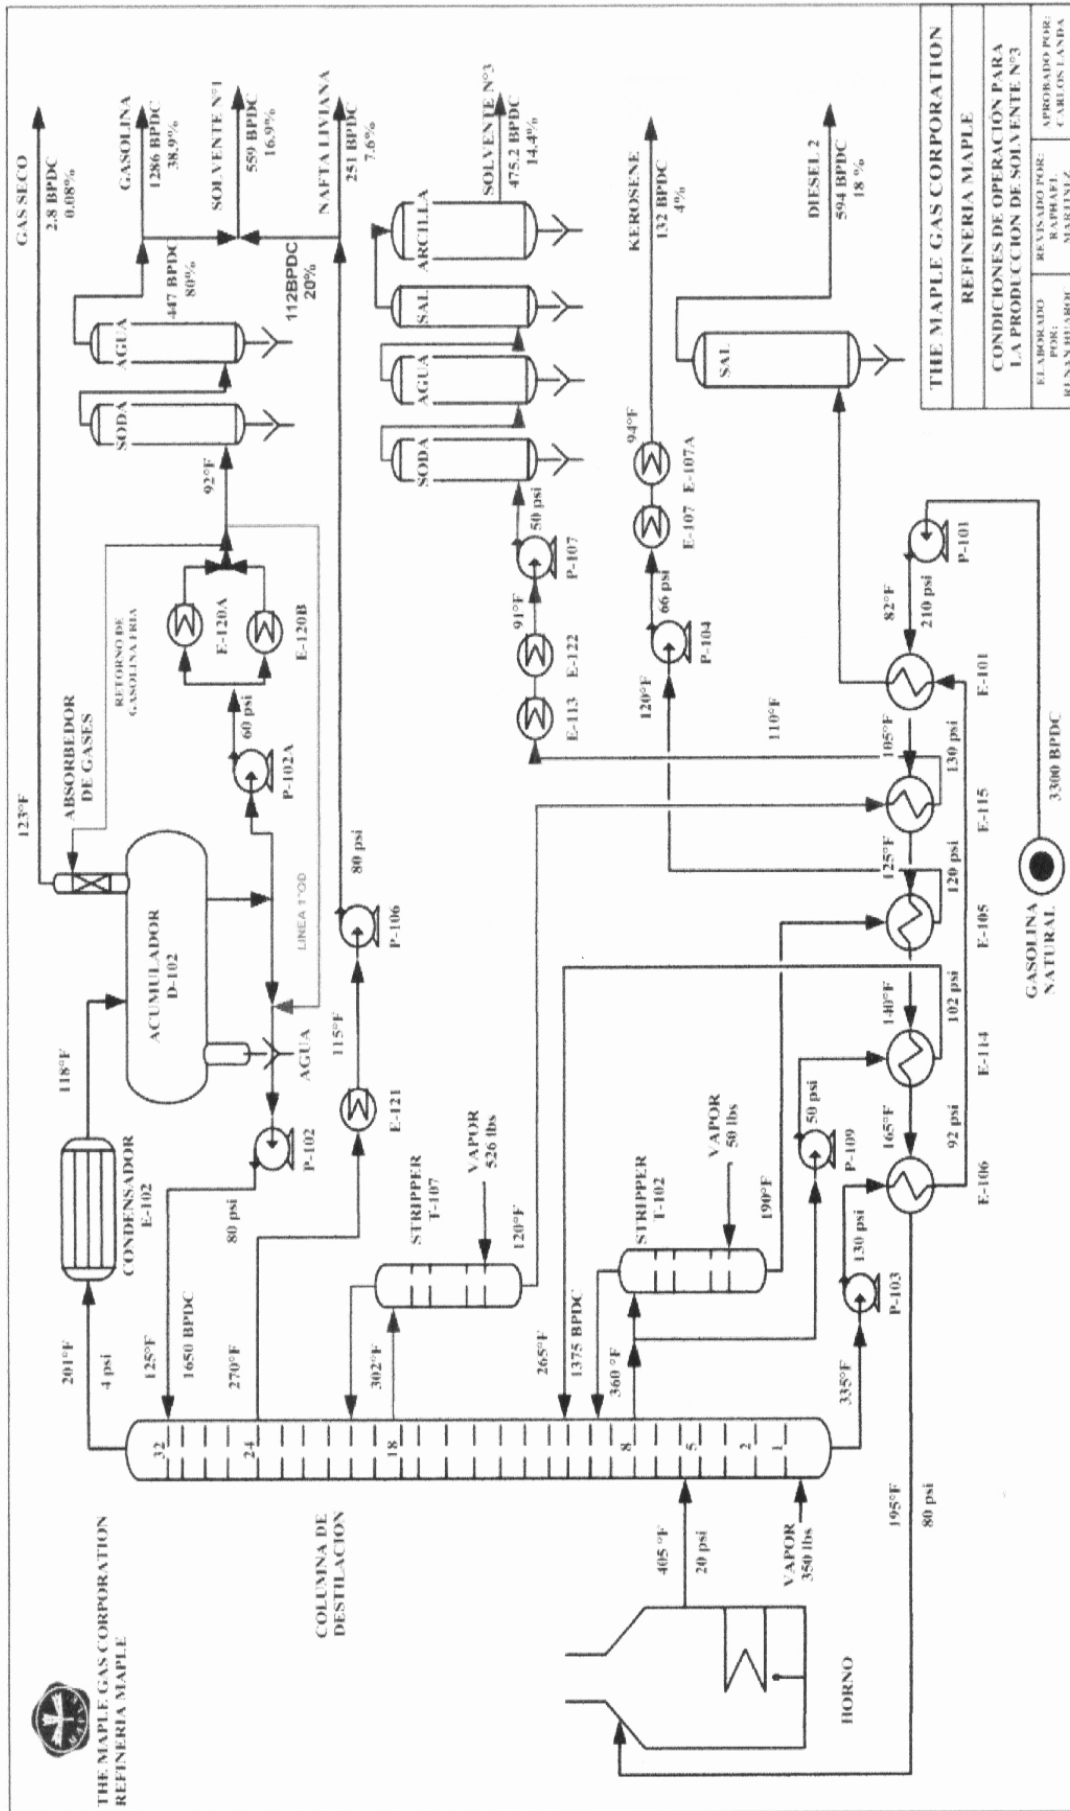 THE MAPLE GAS CORPORATION
REFINERIA MAPLE
201°F
4 psi
CONDENSADOR
E-102
118°F
123°F
GAS SECO
2.8 BPDC
0.08%
ABSORBEDOR
DE GASES
ACUMULADOR
D-102
AGUA
RETORNO DE
GASOLINA FRIA
LINEA 1"OD
P-102A
60 psi
E-120A
E-120B
92°F
SODA
AGUA
GASOLINA
1286 BPDC
38.9%
447 BPDC
80%
SOLVENTE N°1
559 BPDC
16.9%
112BPDC
20%
NAFTA LIVIANA
251 BPDC
7.6%
125°F
1650 BPDC
80 psi
P-102
270°F
E-121
115°F
P-106
80 psi
COLUMNA DE
DESTILACION
32
24
18
8
5
2
1
302°F
STRIPPER
T-107
VAPOR
526 lbs
120°F
265°F
1375 BPDC
360 °F
STRIPPER
T-102
VAPOR
50 lbs
190°F
P-109
50 psi
335°F
P-103
130 psi
HORNO
405 °F
20 psi
VAPOR
350 lbs
195°F
80 psi
E-106
165°F
92 psi
E-114
140°F
102 psi
E-105
125°F
120 psi
E-115
105°F
130 psi
E-101
82°F
210 psi
P-101
110°F
E-113
E-122
91°F
P-107
50 psi
SODA
AGUA
SAL
ARCILLA
SOLVENTE N°3
475.2 BPDC
14.4%
120°F
P-104
66 psi
E-107
E-107A
94°F
KEROSENE
132 BPDC
4%
SAL
DIESEL 2
594 BPDC
18 %
GASOLINA
NATURAL
3300 BPDC
THE MAPLE GAS CORPORATION
REFINERIA MAPLE
CONDICIONES DE OPERACIÓN PARA
LA PRODUCCION DE SOLVENTE N°3
ELABORADO
POR:
RENAN HUAROC
REVISADO POR:
RAPHAEL
MARTINEZ
APROBADO POR:
CARLOS LANDA